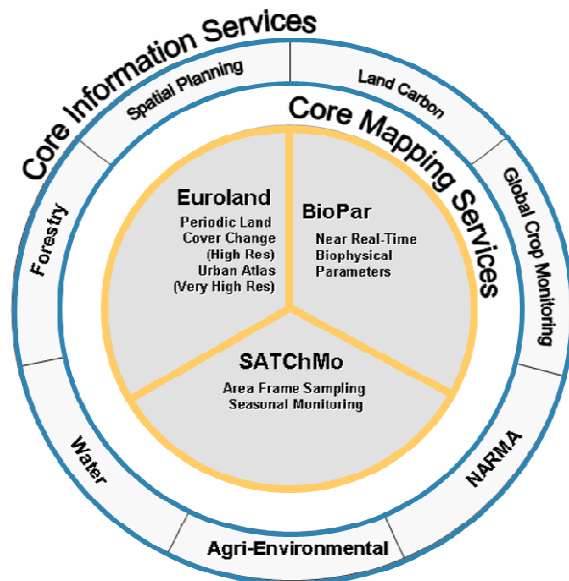 Core Information Services
Spatial Planning
Land Carbon
Global Crop Monitoring
NARMA
Agri-Environmental
Water
Forestry
Core Mapping Services
Euroland
Periodic Land
Cover Change
(High Res)
Urban Atlas
(Very High Res)
BioPar
Near Real-Time
Biophysical
Parameters
SATChMo
Area Frame Sampling
Seasonal Monitoring